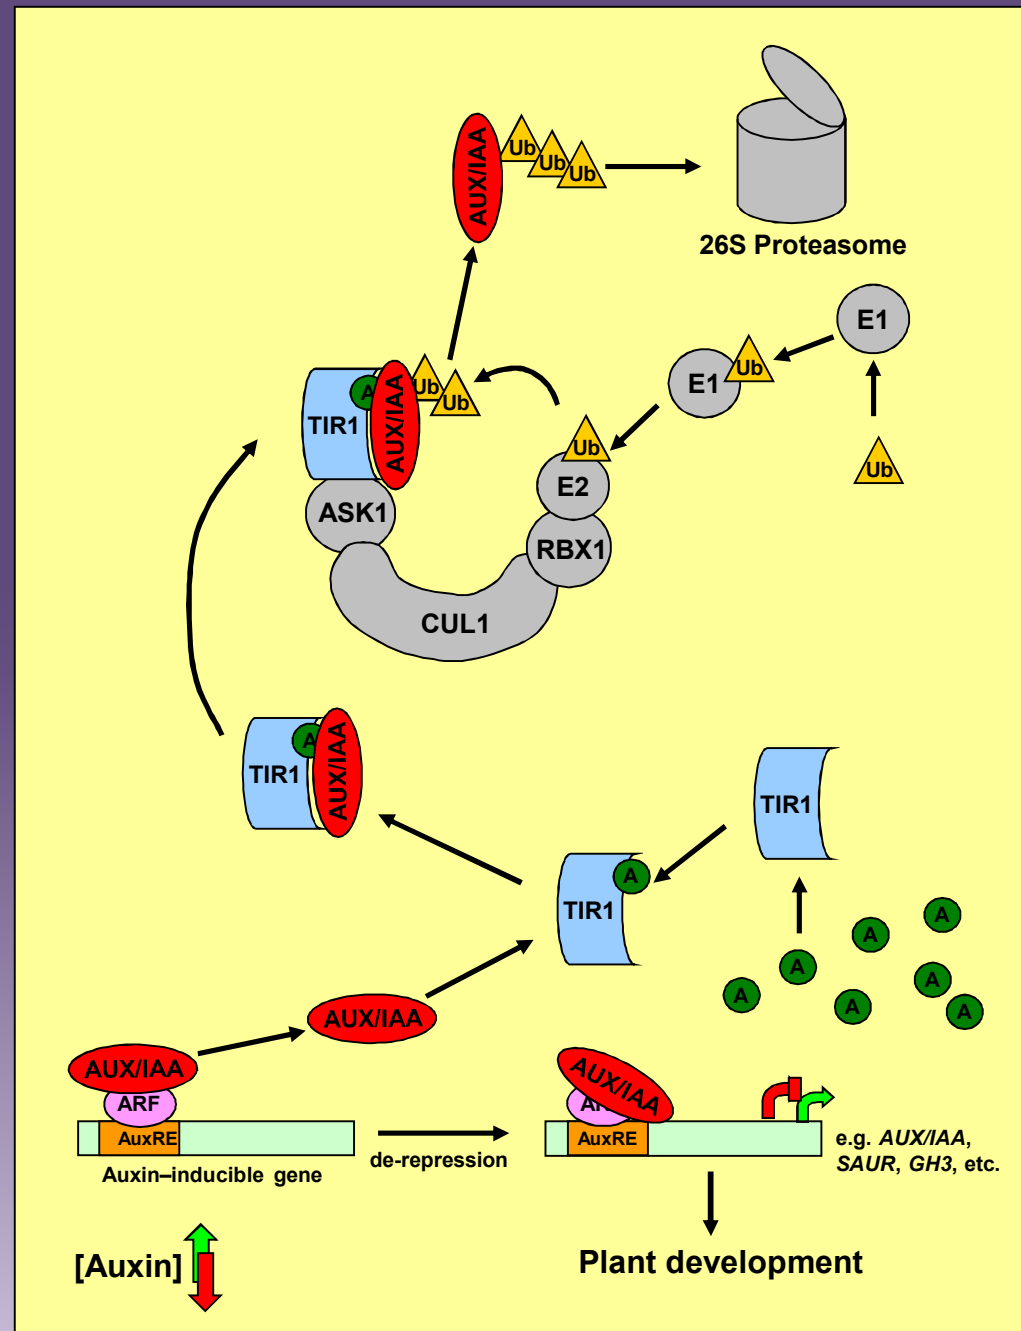 AUX/IAA
Ub
Ub
Ub
26S Proteasome
E1
E1
Ub
Ub
A
TIR1
AUX/IAA
Ub
Ub
Ub
E2
ASK1
RBX1
CUL1
A
TIR1
AUX/IAA
TIR1
A
TIR1
A
A
A
A
A
A
A
AUX/IAA
AUX/IAA
ARF
AuxRE
Auxin–inducible gene
de-repression
AUX/IAA
AuxRE
e.g. AUX/IAA,
SAUR, GH3, etc.
[Auxin]
Plant development